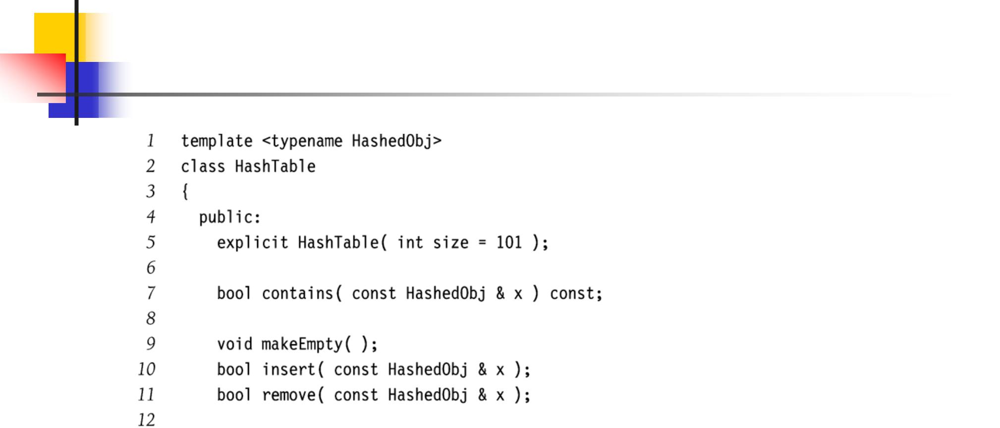 1 template <typename HashedObj>
2 class HashTable
3 {
4 public:
5 explicit HashTable( int size = 101 );
6
7 bool contains( const HashedObj & x ) const;
8
9 void makeEmpty( );
10 bool insert( const HashedObj & x );
11 bool remove( const HashedObj & x );
12